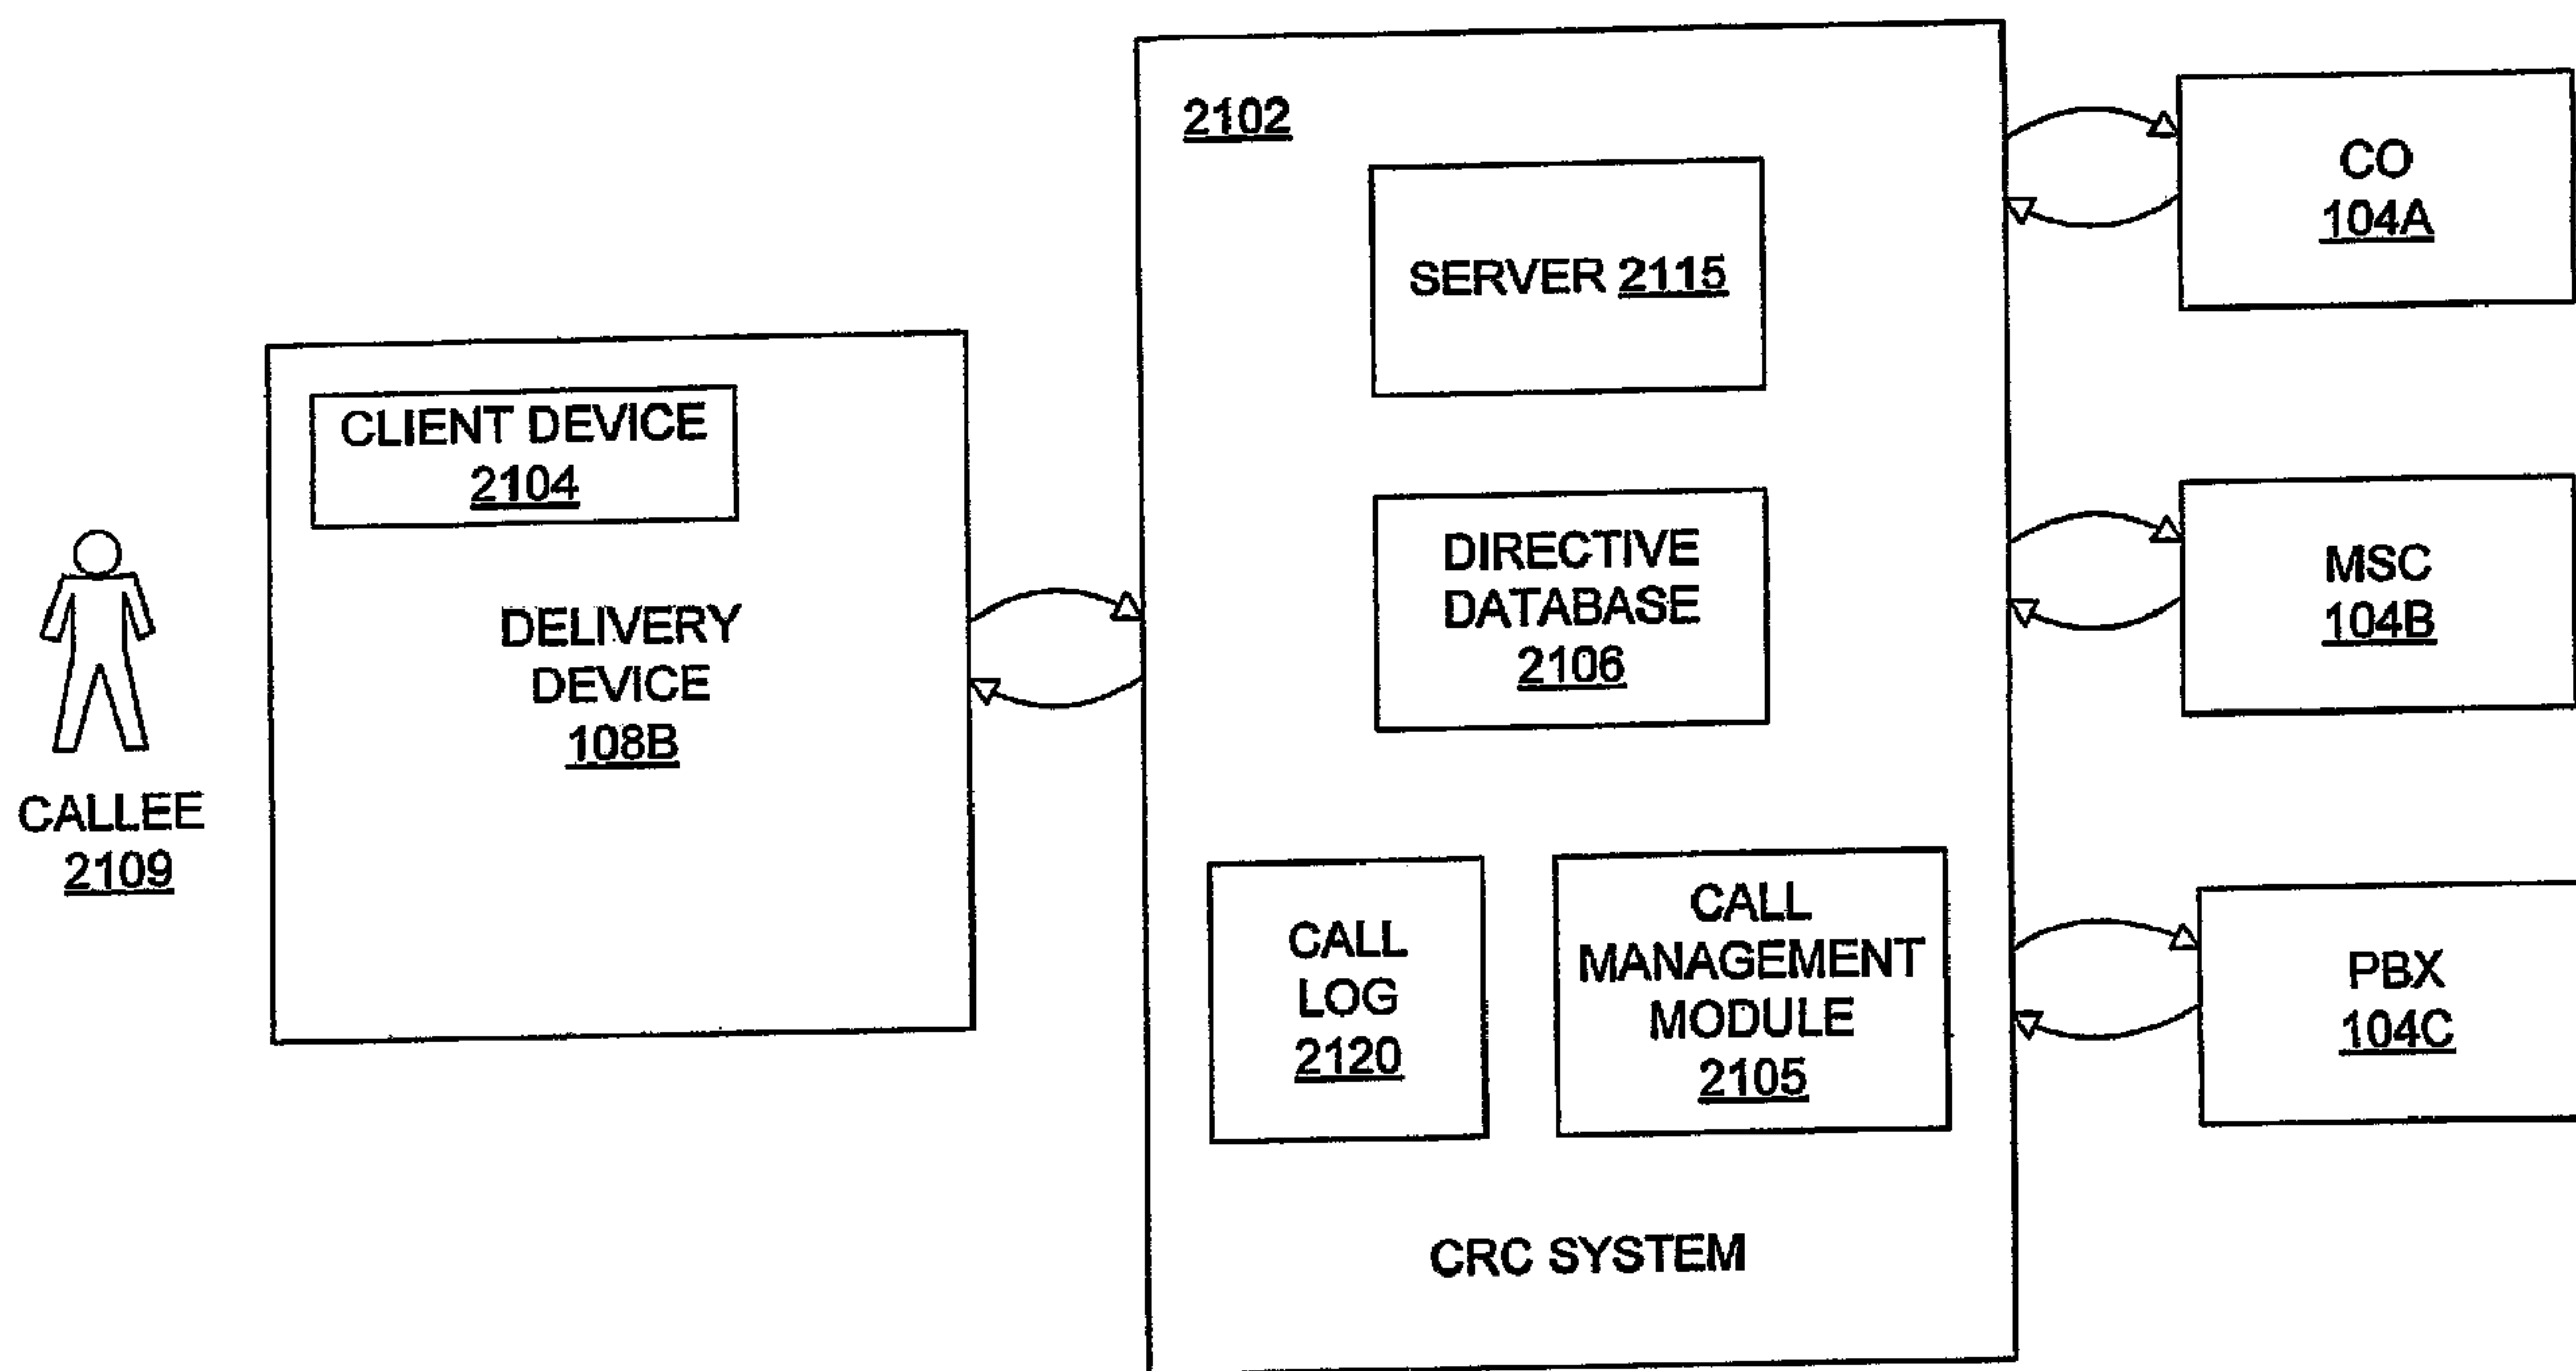 CALLEE
2109
CLIENT DEVICE
2104
DELIVERY
DEVICE
108B
2102
SERVER 2115
DIRECTIVE
DATABASE
2106
CALL
LOG
2120
CALL
MANAGEMENT
MODULE
2105
CRC SYSTEM
CO
104A
MSC
104B
PBX
104C